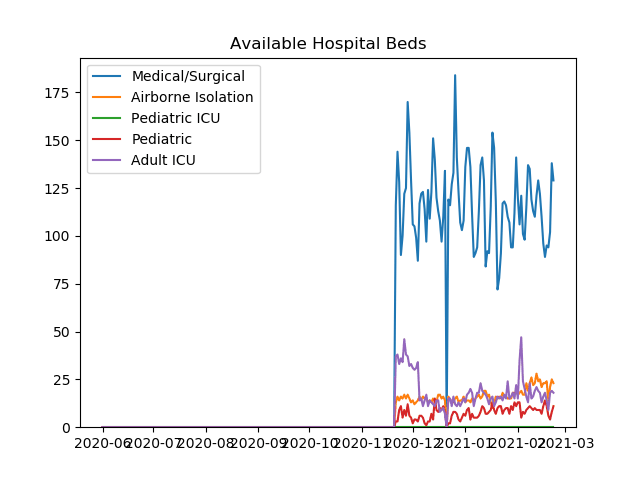 Available Hospital Beds
Medical/Surgical
Airborne Isolation
Pediatric ICU
Pediatric
Adult ICU
175
150
125
100
75
50
25
0
2020-06 2020-07 2020-08 2020-09 2020-10 2020-11 2020-12 2021-01 2021-02 2021-03